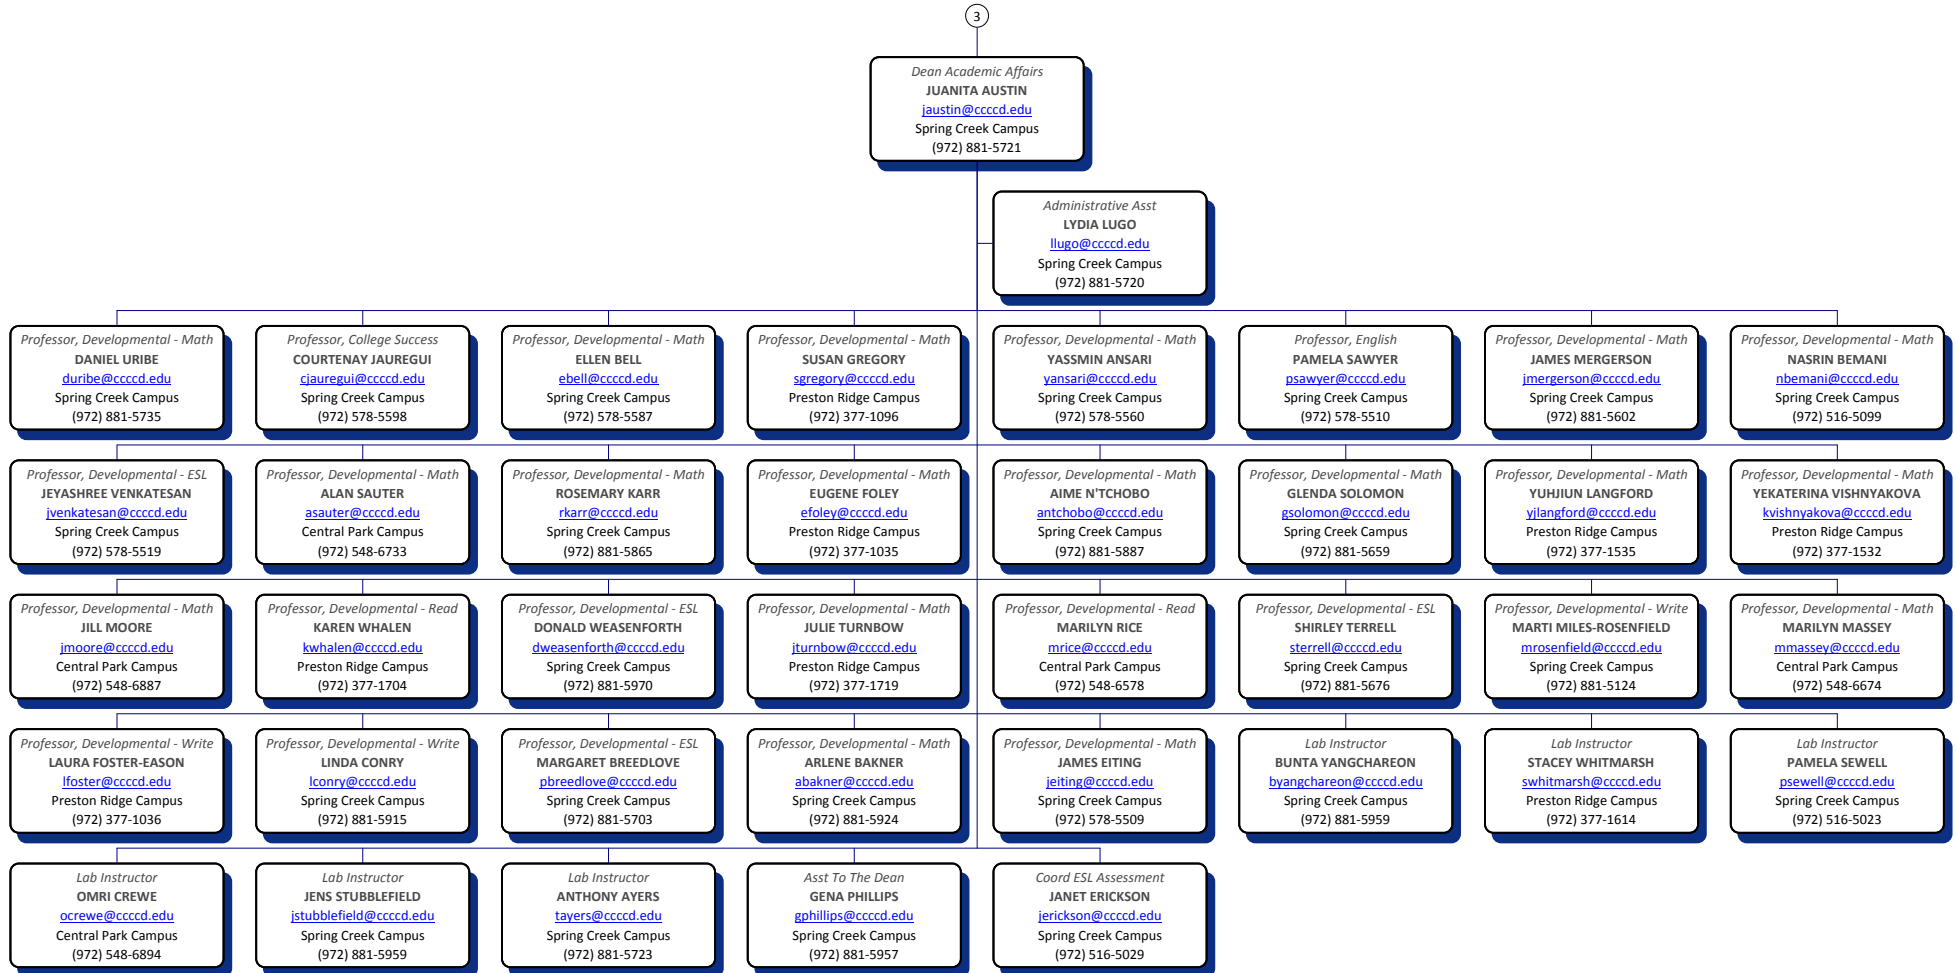 3
Dean Academic Affairs
JUANITA AUSTIN
jaustin@ccccd.edu
Spring Creek Campus
(972) 881-5721
Administrative Asst
LYDIA LUGO
llugo@ccccd.edu
Spring Creek Campus
(972) 881-5720
Professor, Developmental - Math
DANIEL URIBE
duribe@ccccd.edu
Spring Creek Campus
(972) 881-5735
Professor, College Success
COURTENAY JAUREGUI
cjauregui@ccccd.edu
Spring Creek Campus
(972) 578-5598
Professor, Developmental - Math
ELLEN BELL
ebell@ccccd.edu
Spring Creek Campus
(972) 578-5587
Professor, Developmental - Math
SUSAN GREGORY
sgregory@ccccd.edu
Preston Ridge Campus
(972) 377-1096
Professor, Developmental - Math
YASSMIN ANSARI
yansari@ccccd.edu
Spring Creek Campus
(972) 578-5560
Professor, English
PAMELA SAWYER
psawyer@ccccd.edu
Spring Creek Campus
(972) 578-5510
Professor, Developmental - Math
JAMES MERGERSON
jmergerson@ccccd.edu
Spring Creek Campus
(972) 881-5602
Professor, Developmental - Math
NASRIN BEMANI
nbemani@ccccd.edu
Spring Creek Campus
(972) 516-5099
Professor, Developmental - ESL
JEYASHREE VENKATESAN
jvenkatesan@ccccd.edu
Spring Creek Campus
(972) 578-5519
Professor, Developmental - Math
ALAN SAUTER
asauter@ccccd.edu
Central Park Campus
(972) 548-6733
Professor, Developmental - Math
ROSEMARY KARR
rkarr@ccccd.edu
Spring Creek Campus
(972) 881-5865
Professor, Developmental - Math
EUGENE FOLEY
efoley@ccccd.edu
Preston Ridge Campus
(972) 377-1035
Professor, Developmental - Math
AIME N'TCHOBO
antchobo@ccccd.edu
Spring Creek Campus
(972) 881-5887
Professor, Developmental - Math
GLENDA SOLOMON
gsolomon@ccccd.edu
Spring Creek Campus
(972) 881-5659
Professor, Developmental - Math
YUHJIUN LANGFORD
yjlangford@ccccd.edu
Preston Ridge Campus
(972) 377-1535
Professor, Developmental - Math
YEKATERINA VISHNYAKOVA
kvishnyakova@ccccd.edu
Preston Ridge Campus
(972) 377-1532
Professor, Developmental - Math
JILL MOORE
jmoore@ccccd.edu
Central Park Campus
(972) 548-6887
Professor, Developmental - Read
KAREN WHALEN
kwhalen@ccccd.edu
Preston Ridge Campus
(972) 377-1704
Professor, Developmental - ESL
DONALD WEASENFORTH
dweasenforth@ccccd.edu
Spring Creek Campus
(972) 881-5970
Professor, Developmental - Math
JULIE TURNBOW
jturnbow@ccccd.edu
Preston Ridge Campus
(972) 377-1719
Professor, Developmental - Read
MARILYN RICE
mrice@ccccd.edu
Central Park Campus
(972) 548-6578
Professor, Developmental - ESL
SHIRLEY TERRELL
sterrell@ccccd.edu
Spring Creek Campus
(972) 881-5676
Professor, Developmental - Write
MARTI MILES-ROSENFIELD
mrosenfield@ccccd.edu
Spring Creek Campus
(972) 881-5124
Professor, Developmental - Math
MARILYN MASSEY
mmassey@ccccd.edu
Central Park Campus
(972) 548-6674
Professor, Developmental - Write
LAURA FOSTER-EASON
lfoster@ccccd.edu
Preston Ridge Campus
(972) 377-1036
Professor, Developmental - Write
LINDA CONRY
lconry@ccccd.edu
Spring Creek Campus
(972) 881-5915
Professor, Developmental - ESL
MARGARET BREEDLOVE
pbreedlove@ccccd.edu
Spring Creek Campus
(972) 881-5703
Professor, Developmental - Math
ARLENE BAKNER
abakner@ccccd.edu
Spring Creek Campus
(972) 881-5924
Professor, Developmental - Math
JAMES EITING
jeiting@ccccd.edu
Spring Creek Campus
(972) 578-5509
Lab Instructor
BUNTA YANGCHAREON
byangchareon@ccccd.edu
Spring Creek Campus
(972) 881-5959
Lab Instructor
STACEY WHITMARSH
swhitmarsh@ccccd.edu
Preston Ridge Campus
(972) 377-1614
Lab Instructor
PAMELA SEWELL
psewell@ccccd.edu
Spring Creek Campus
(972) 516-5023
Lab Instructor
OMRI CREWE
ocrewe@ccccd.edu
Central Park Campus
(972) 548-6894
Lab Instructor
JENS STUBBLEFIELD
jstubblefield@ccccd.edu
Spring Creek Campus
(972) 881-5959
Lab Instructor
ANTHONY AYERS
tayers@ccccd.edu
Spring Creek Campus
(972) 881-5723
Asst To The Dean
GENA PHILLIPS
gphillips@ccccd.edu
Spring Creek Campus
(972) 881-5957
Coord ESL Assessment
JANET ERICKSON
jerickson@ccccd.edu
Spring Creek Campus
(972) 516-5029